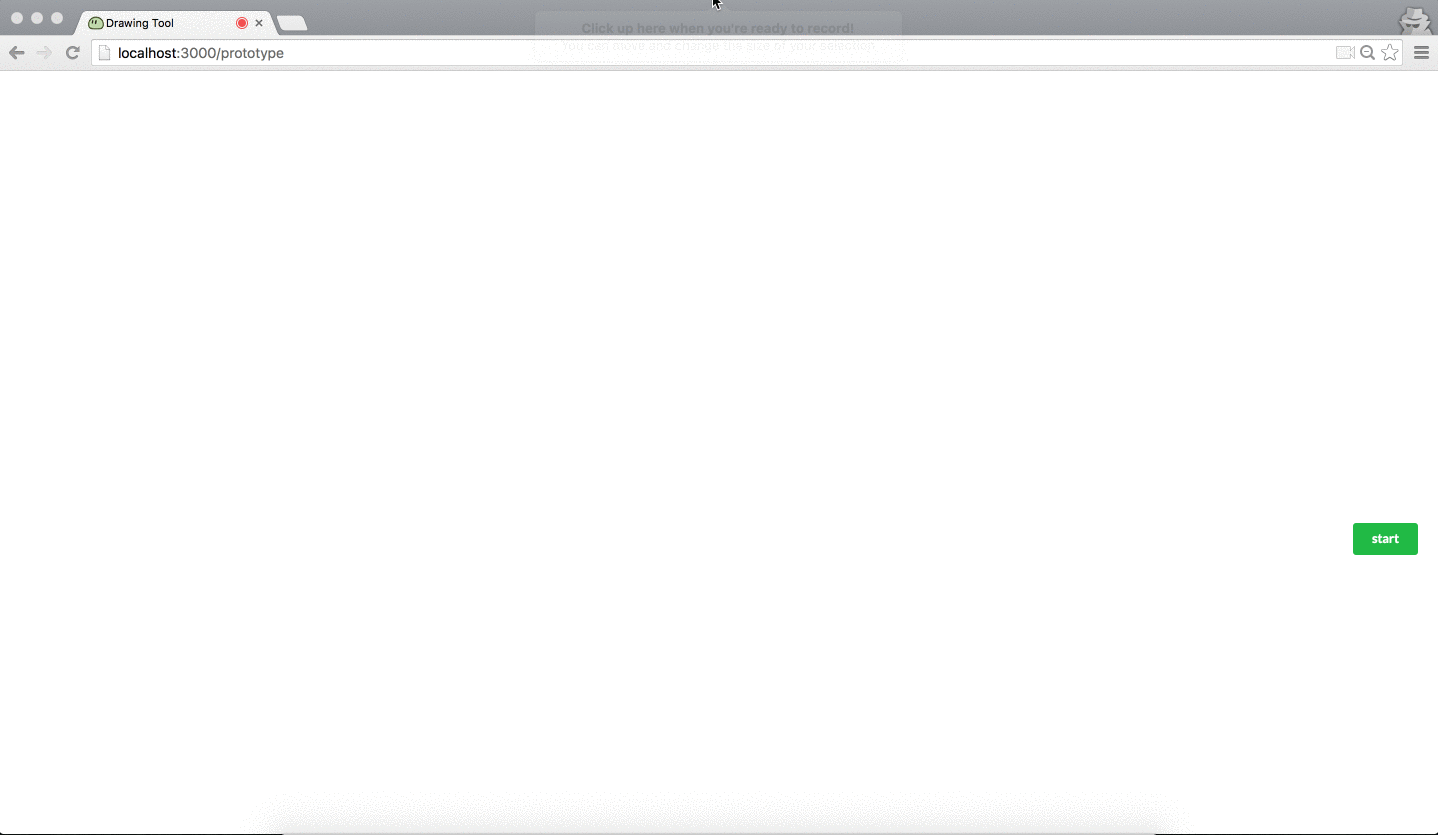 Drawing Tool
Click up here when you're ready to record!
You can move and change the size of your selection.
localhost:3000/prototype
start